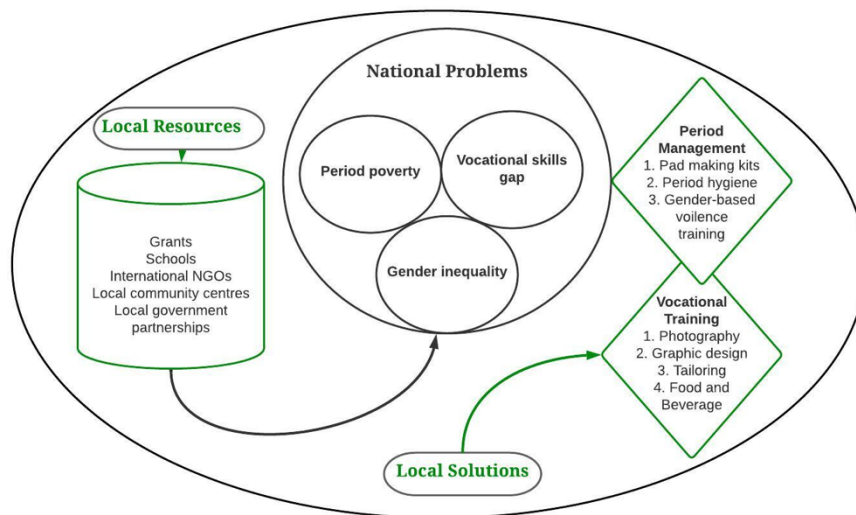 National Problems
Local Resources
Period poverty
Vocational skills
gap
Gender inequality
Grants
Schools
International NGOs
Local community centres
Local government
partnerships
Period
Management
1. Pad making kits
2. Period hygiene
3. Gender-based
voilence
training
Vocational
Training
1. Photography
2. Graphic design
3. Tailoring
4. Food and
Beverage
Local Solutions